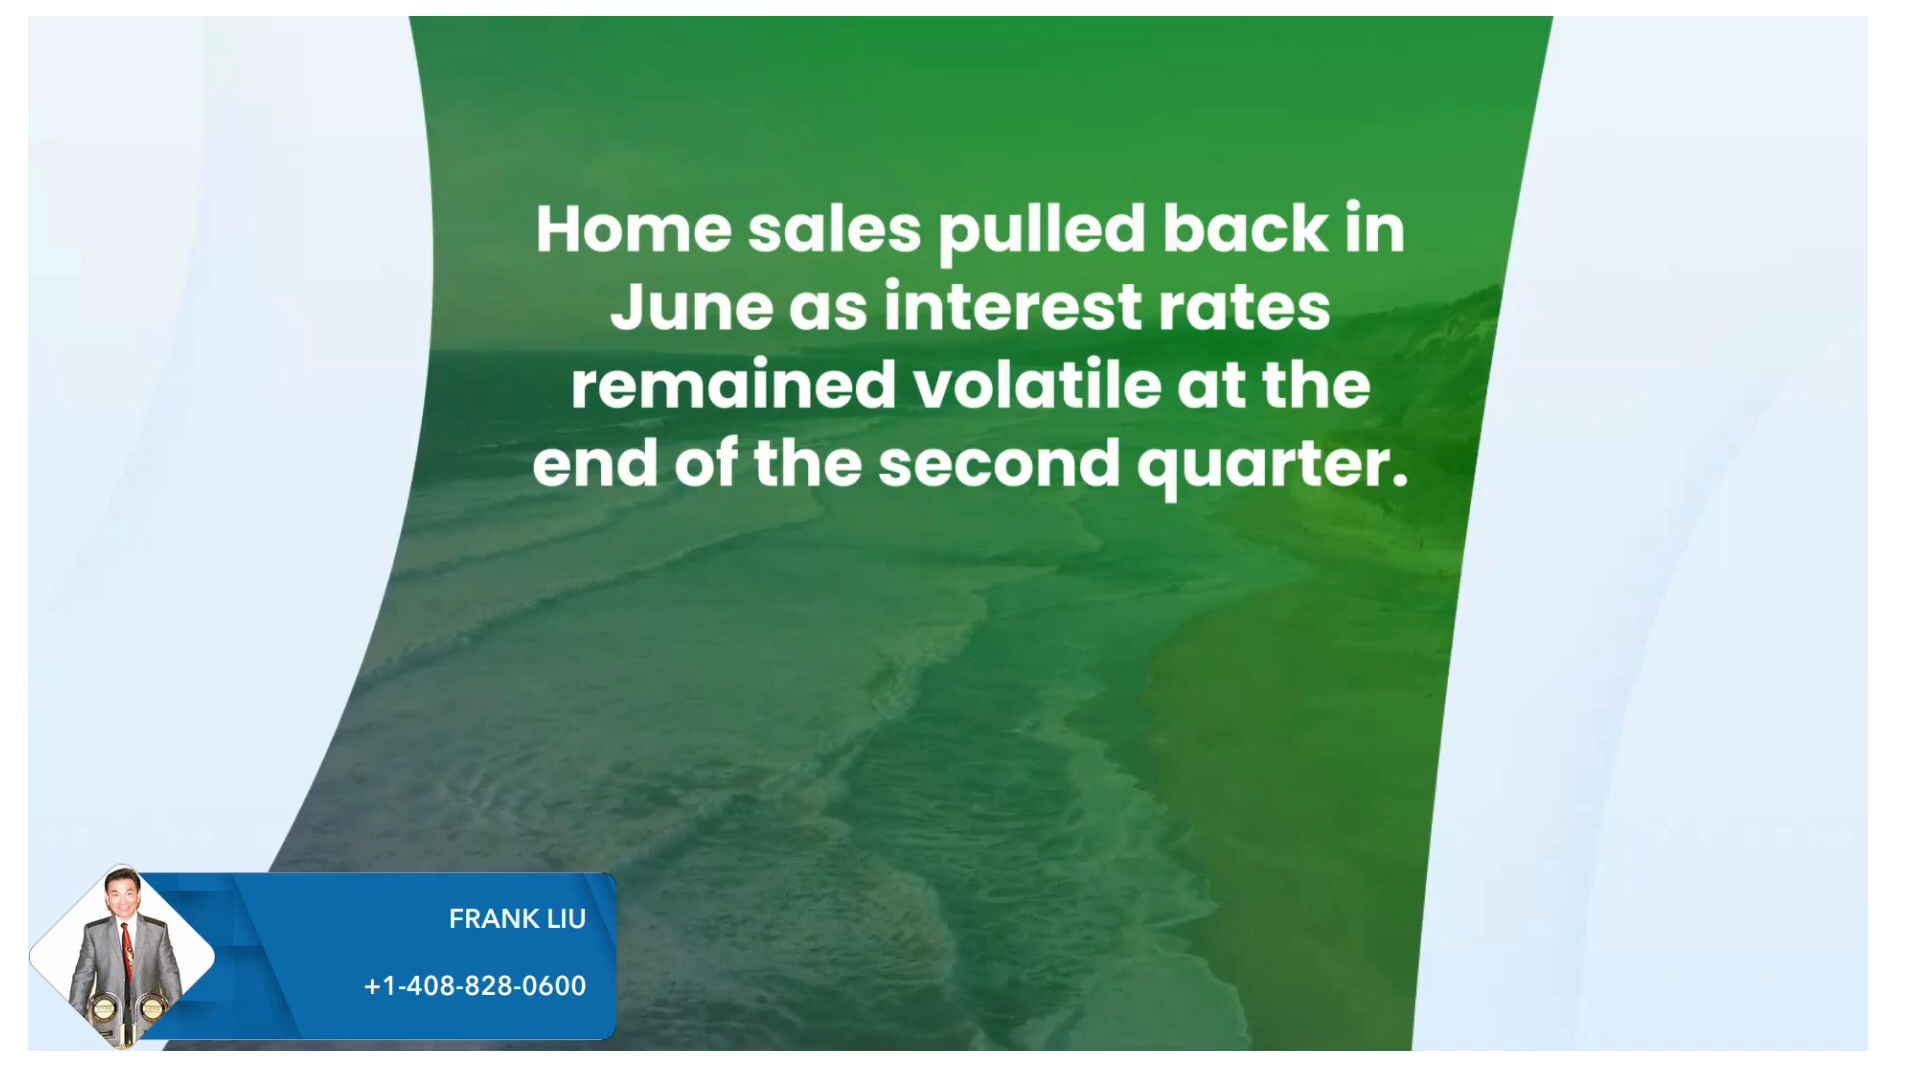 Home sales pulled back in
June as interest rates
remained volatile at the
end of the second quarter.
FRANK LIU
+1-408-828-0600